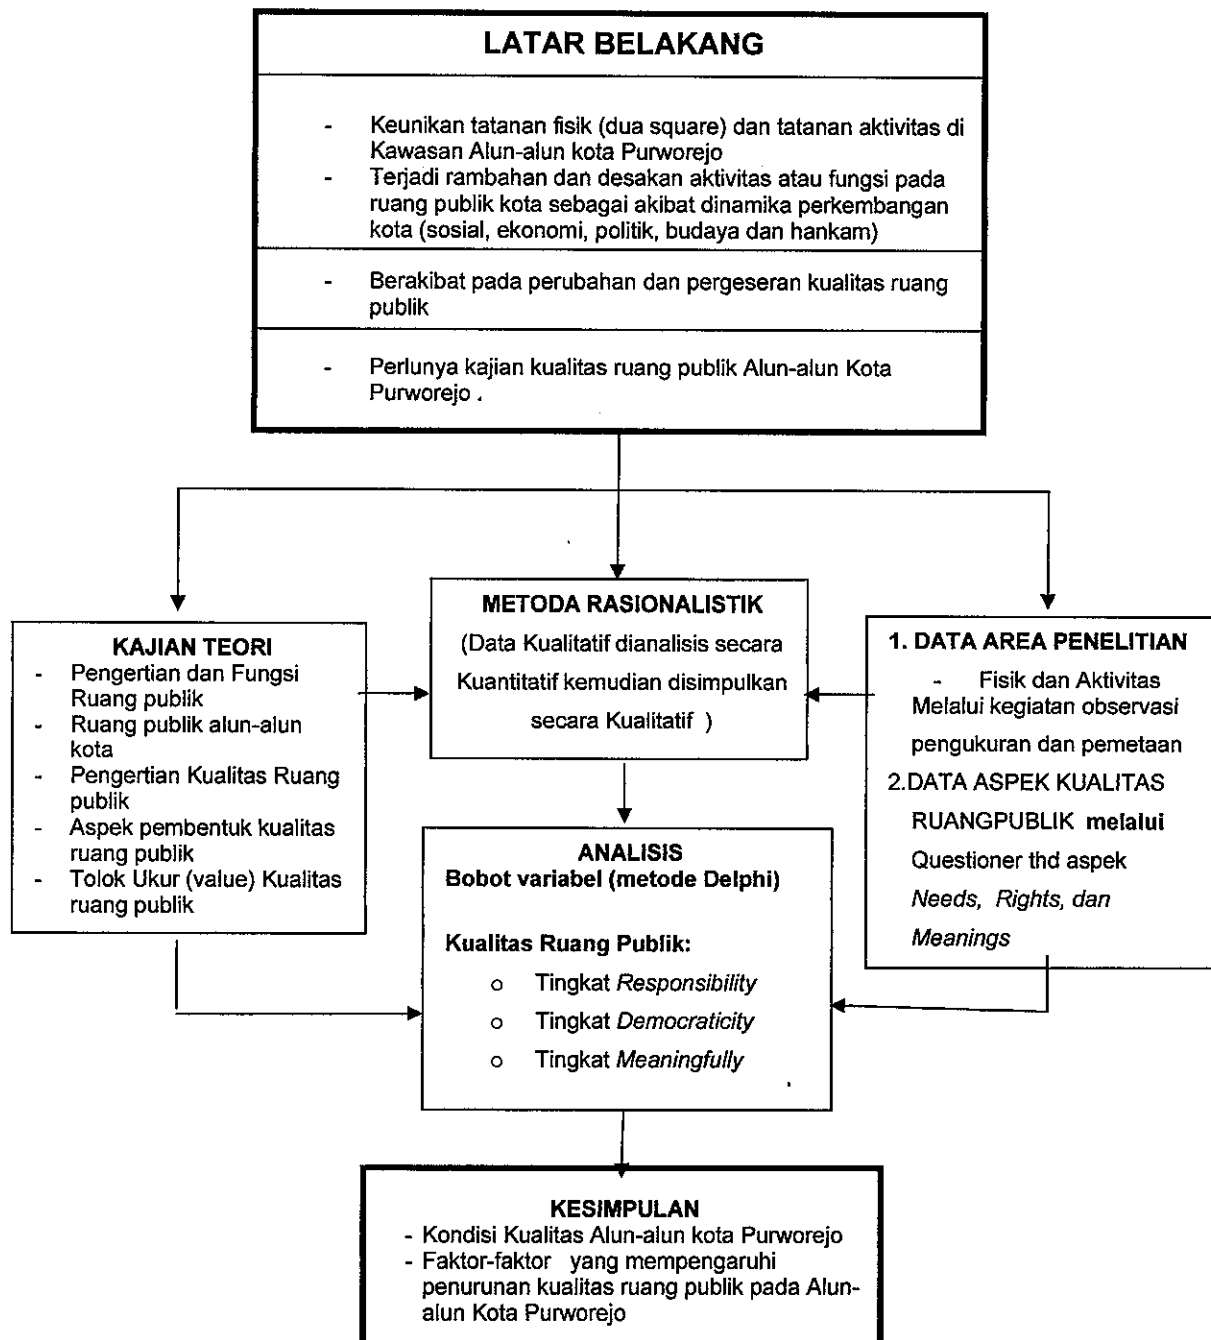 LATAR BELAKANG
- Keunikan tatanan fisik (dua square) dan tatanan aktivitas di
Kawasan Alun-alun kota Purworejo
- Terjadi rambahan dan desakan aktivitas atau fungsi pada
ruang publik kota sebagai akibat dinamika perkembangan
kota (sosial, ekonomi, politik, budaya dan hankam)
- Berakibat pada perubahan dan pergeseran kualitas ruang
publik
- Perlunya kajian kualitas ruang publik Alun-alun Kota
Purworejo .
KAJIAN TEORI
- Pengertian dan Fungsi
Ruang publik
- Ruang publik alun-alun
kota
- Pengertian Kualitas Ruang
publik
- Aspek pembentuk kualitas
ruang publik
- Tolok Ukur (value) Kualitas
ruang publik
METODA RASIONALISTIK
(Data Kualitatif dianalisis secara
Kuantitatif kemudian disimpulkan
secara Kualitatif )
1. DATA AREA PENELITIAN
- Fisik dan Aktivitas
Melalui kegiatan observasi
pengukuran dan pemetaan
2.DATA ASPEK KUALITAS
RUANGPUBLIK melalui
Questioner thd aspek
Needs, Rights, dan
Meanings
ANALISIS
Bobot variabel (metode Delphi)
Kualitas Ruang Publik:
o Tingkat Responsibility
o Tingkat Democraticity
o Tingkat Meaningfully
KESIMPULAN
- Kondisi Kualitas Alun-alun kota Purworejo
- Faktor-faktor yang mempengaruhi
penurunan kualitas ruang publik pada Alun-
alun Kota Purworejo